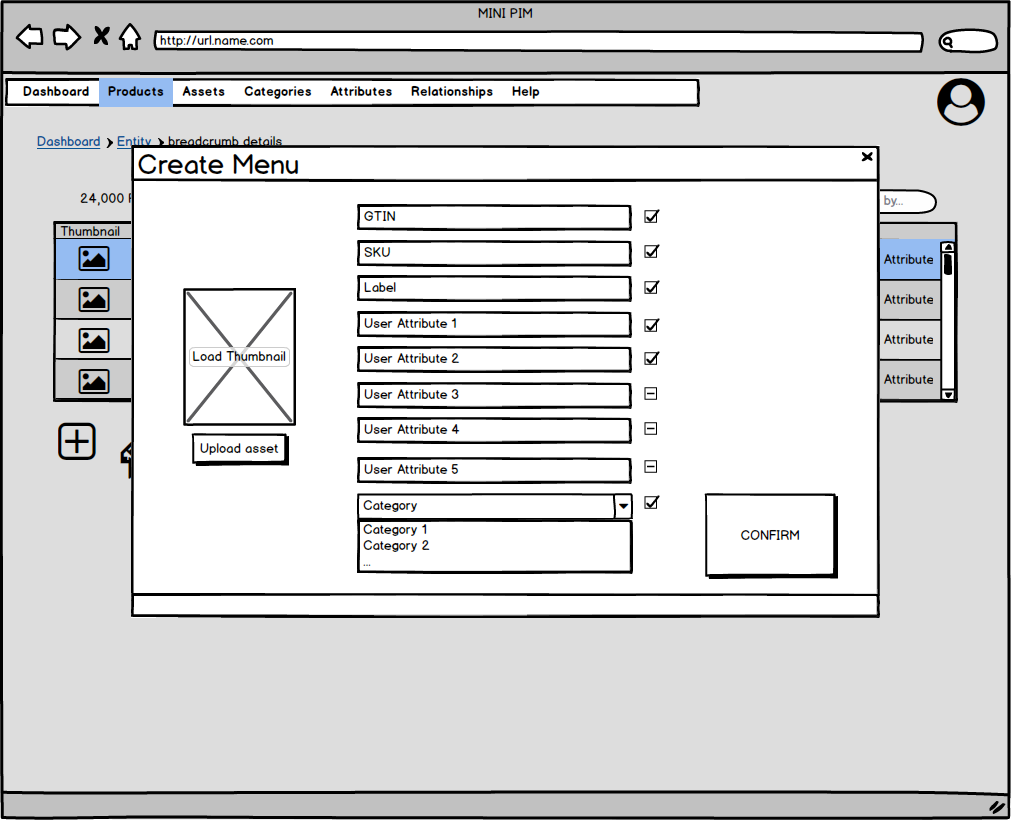 MINI PIM
http://url.name.com
Dashboard Products Assets Categories Attributes Relationships Help
Dashboard Entity breadcrumb details
Create Menu
24,000
by...
Thumbnail
GTIN
SKU
Attribute
Label
Attribute
User Attribute 1
Attribute
Load Thumbnail
User Attribute 2
Attribute
User Attribute 3
User Attribute 4
Upload asset
User Attribute 5
Category
Category 1
Category 2
...
CONFIRM